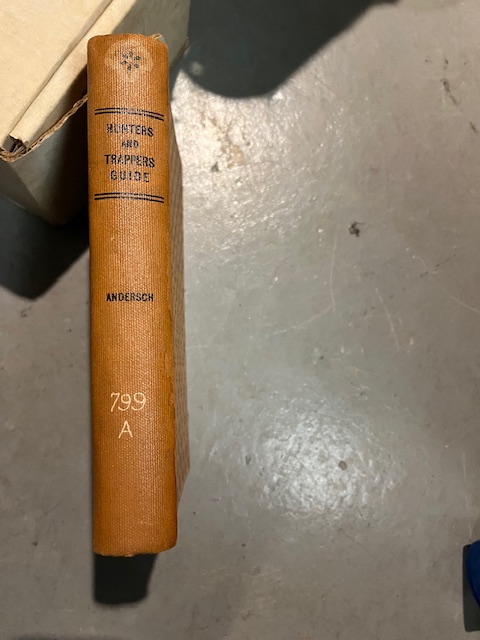 HUNTERS
AND
TRAPPERS
GUIDE
ANDERSCH
799
A